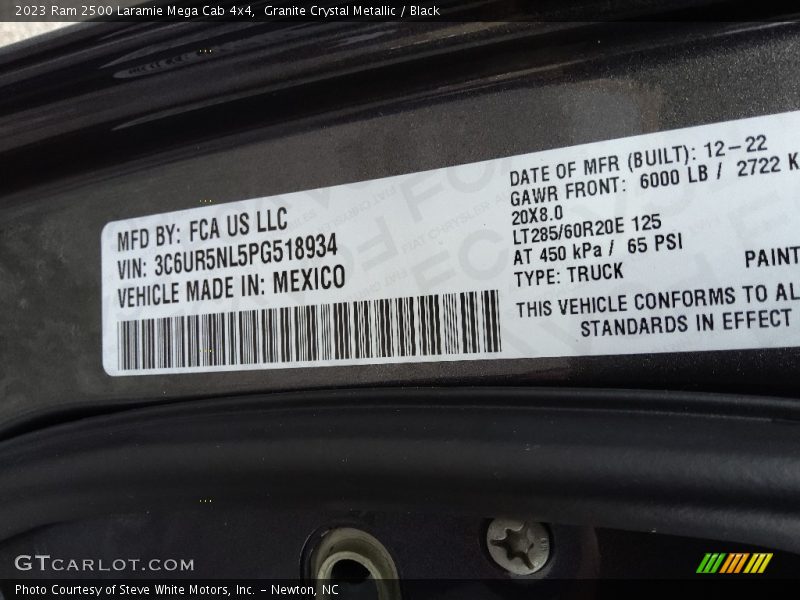 2023 Ram 2500 Laramie Mega Cab 4x4, Granite Crystal Metallic / Black
MFD BY: FCA US LLC
VIN: 3C6UR5NL5PG518934
VEHICLE MADE IN: MEXICO
DATE OF MFR (BUILT): 12-22
GAWR FRONT: 6000 LB / 2722 K
20X8.0
LT285/60R20E 125
AT 450 kPa / 65 PSI
TYPE: TRUCK
PAINT
THIS VEHICLE CONFORMS TO AL
STANDARDS IN EFFECT
GTCARLOT.COM
Photo Courtesy of Steve White Motors, Inc. - Newton, NC